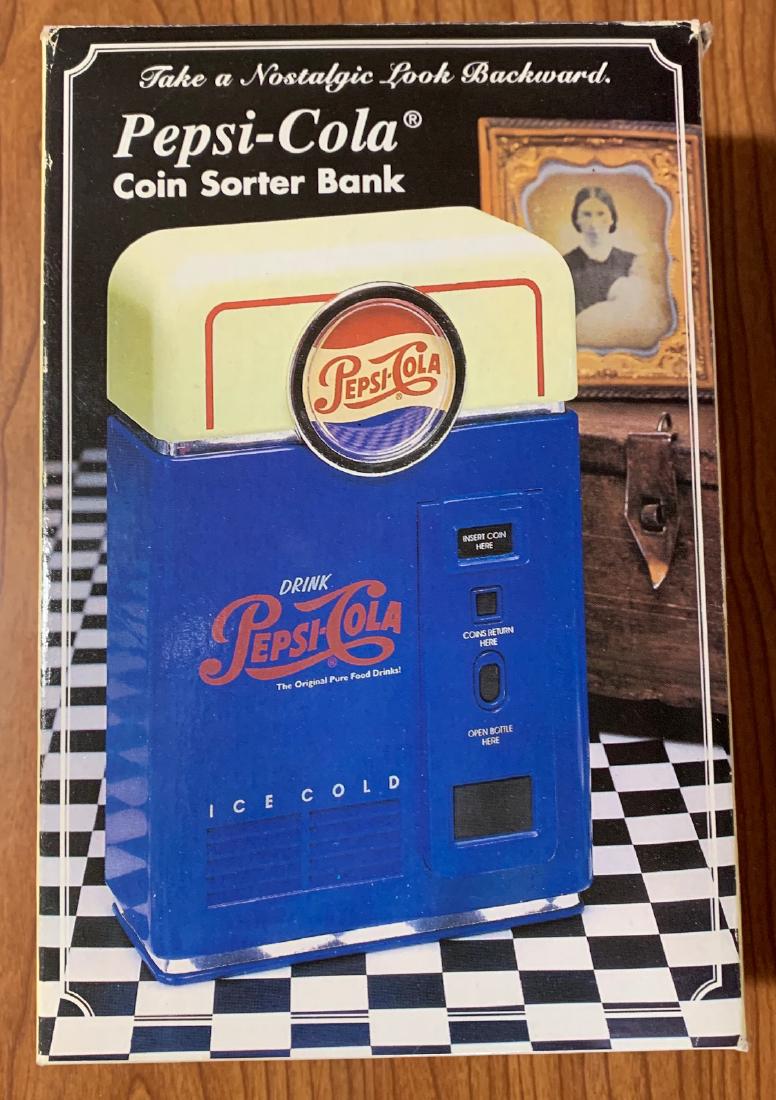 Take a Nostalgic Look Backward.
Pepsi-Cola®
Coin Sorter Bank
PEPSI-COLA
®
INSERT COIN
HERE
COINS RETURN
HERE
DRINK
PEPSI-COLA
®
The Original Pure Food Drinks!
OPEN BOTTLE
HERE
ICE COLD